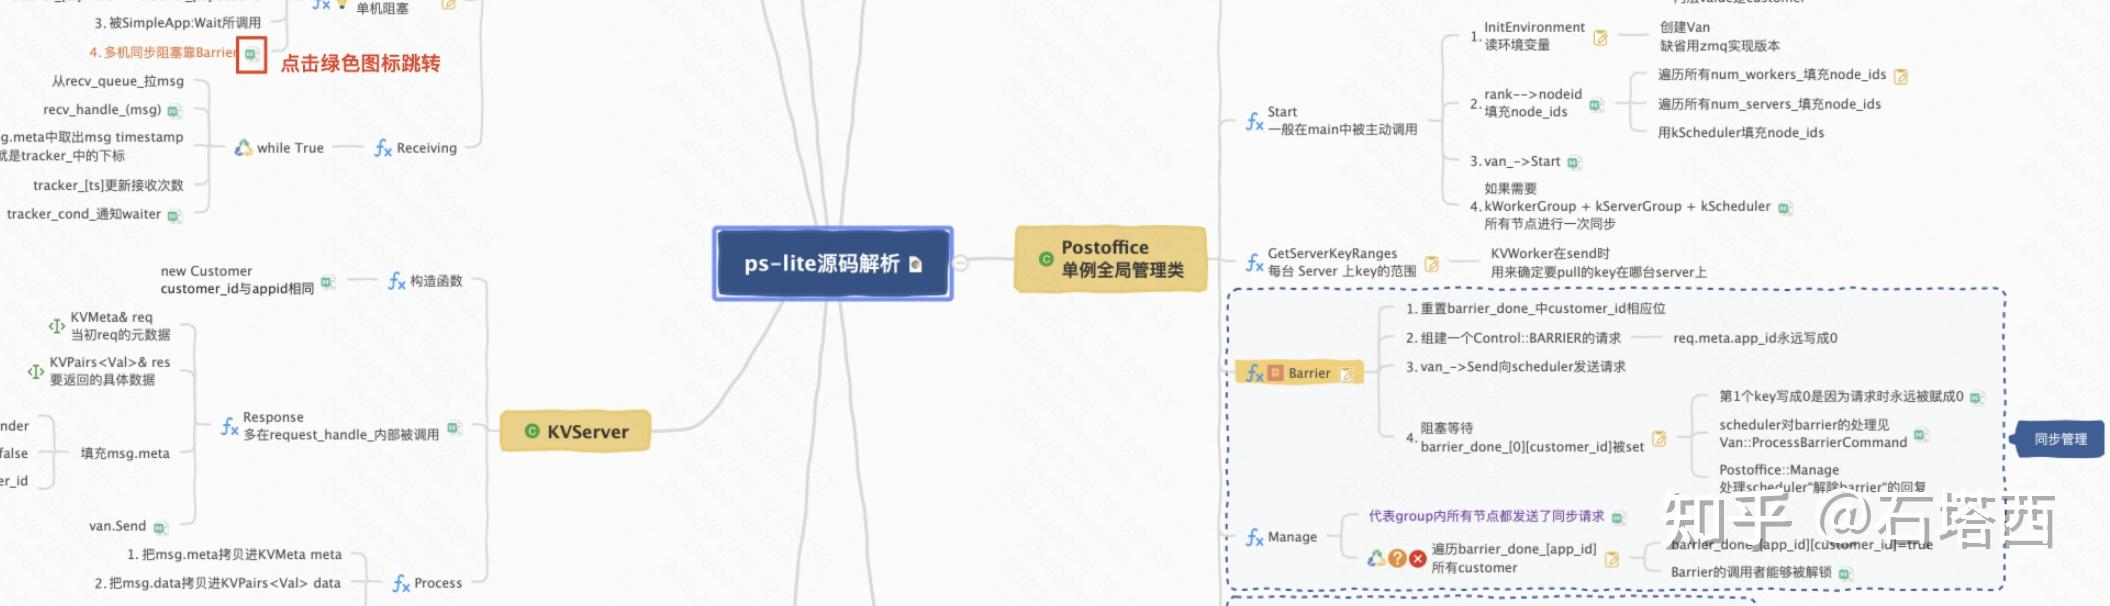 3. 被SimpleApp:Wait所调用
单机阻塞
4. 多机同步阻塞靠Barrier
点击绿色图标跳转
从recv_queue_拉msg
recv_handle_(msg)
g.meta中取出msg timestamp
就是tracker_中的下标
tracker_[ts]更新接收次数
tracker_cond_通知waiter
while True
Receiving
new Customer
customer_id与appid相同
构造函数
KVMeta& req
当初req的元数据
KVPairs<Val>& res
要返回的具体数据
Response
多在request_handle_内部被调用
nder
false
er_id
填充msg.meta
van.Send
1. 把msg.meta拷贝进KVMeta meta
2. 把msg.data拷贝进KVPairs<Val> data
Process
KVServer
ps-lite源码解析
Postoffice
单例全局管理类
Start
一般在main中被主动调用
1. InitEnvironment
读环境变量
创建Van
缺省用zmq实现版本
2. rank-->nodeid
填充node_ids
遍历所有num_workers_填充node_ids
遍历所有num_servers_填充node_ids
用kScheduler填充node_ids
3. van_->Start
如果需要
4. kWorkerGroup + kServerGroup + kScheduler
所有节点进行一次同步
GetServerKeyRanges
每台 Server 上key的范围
KVWorker在send时
用来确定要pull的key在哪台server上
Barrier
1. 重置barrier_done_中customer_id相应位
2. 组建一个Control::BARRIER的请求
req.meta.app_id永远写成0
3. van_->Send向scheduler发送请求
4. 阻塞等待
barrier_done_[0][customer_id]被set
第1个key写成0是因为请求时永远被赋成0
scheduler对barrier的处理见
Van::ProcessBarrierCommand
Postoffice::Manage
处理scheduler"解除barrier"的回复
同步管理
Manage
代表group内所有节点都发送了同步请求
遍历barrier_done_[app_id]
所有customer
barrier_done_[app_id][customer_id]=true
Barrier的调用者能够被解锁
知乎 @石塔西